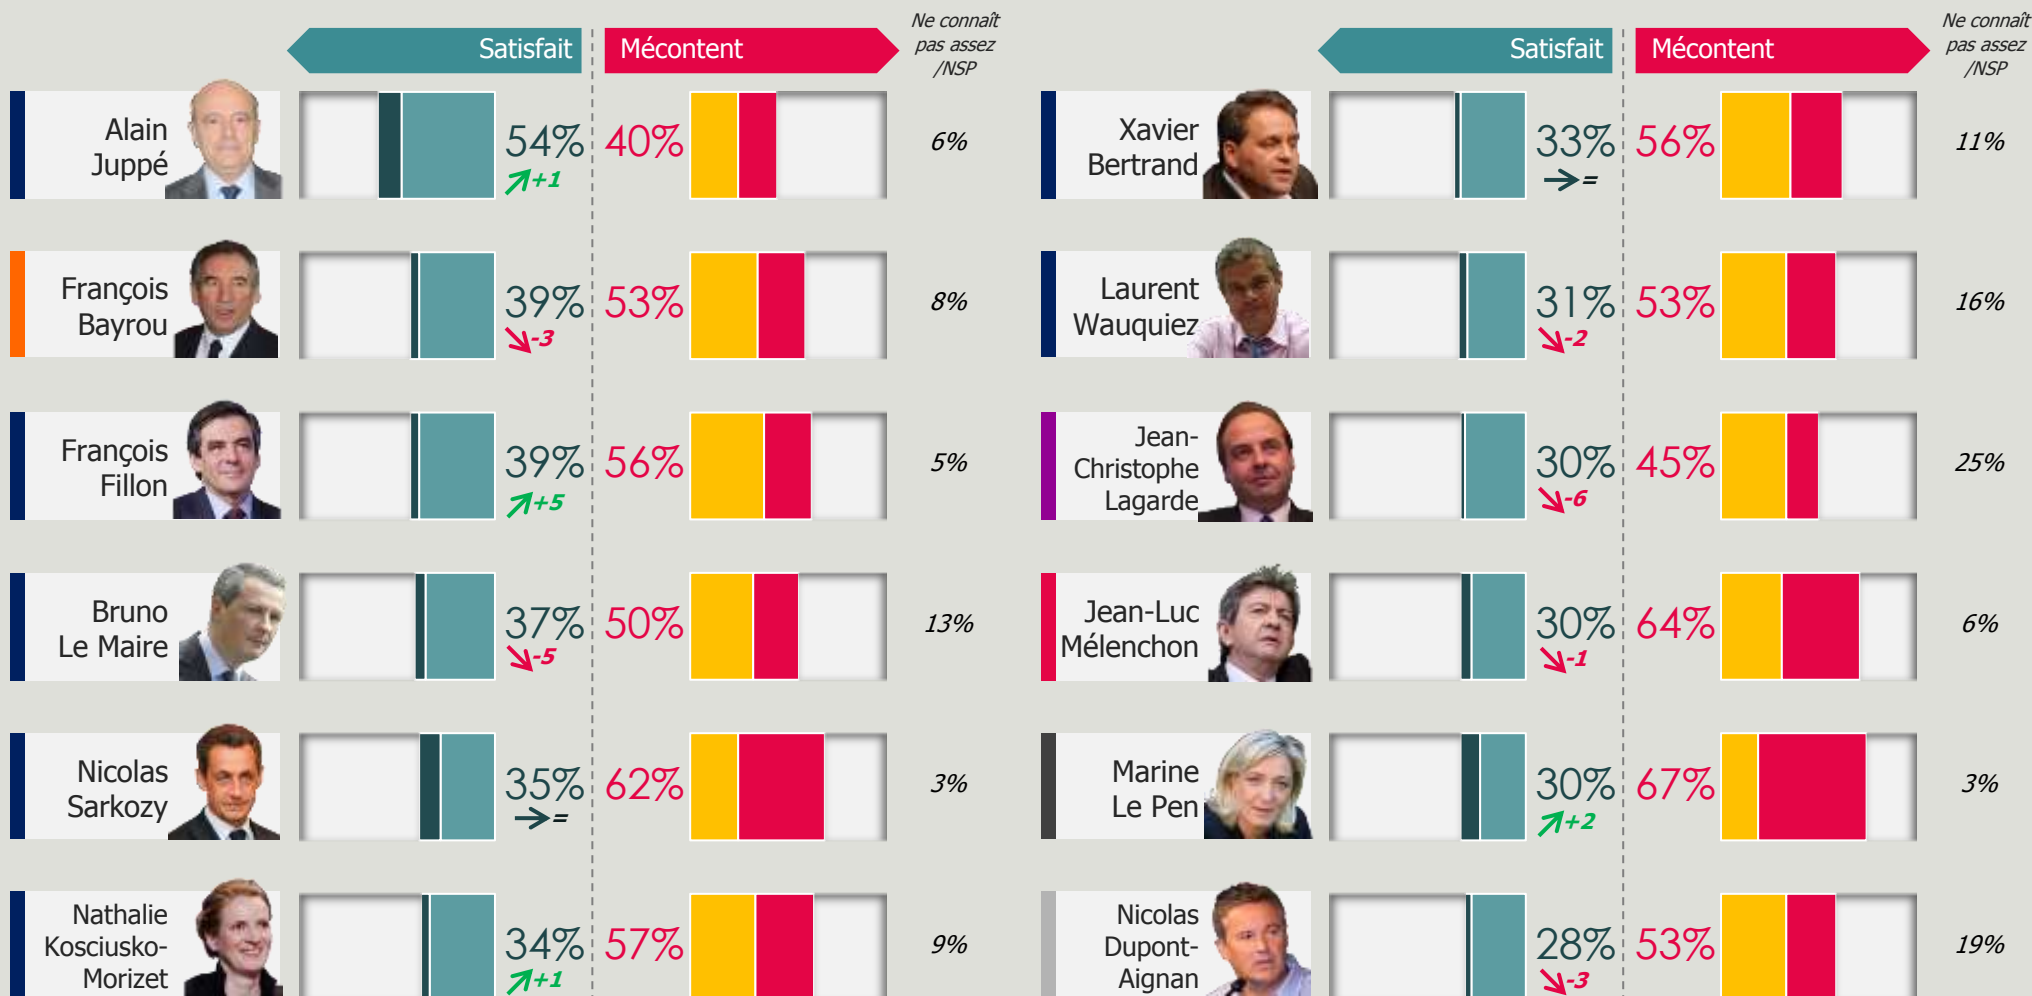 Satisfait
Mécontent
Ne connaît
pas assez
/NSP
Alain
Juppé
54%
+1
40%
6%
François
Bayrou
39%
-3
53%
8%
François
Fillon
39%
+5
56%
5%
Bruno
Le Maire
37%
-5
50%
13%
Nicolas
Sarkozy
35%
=
62%
3%
Nathalie
Kosciusko-
Morizet
34%
+1
57%
9%
Satisfait
Mécontent
Ne connaît
pas assez
/NSP
Xavier
Bertrand
33%
=
56%
11%
Laurent
Wauquiez
31%
-2
53%
16%
Jean-
Christophe
Lagarde
30%
-6
45%
25%
Jean-Luc
Mélenchon
30%
-1
64%
6%
Marine
Le Pen
30%
+2
67%
3%
Nicolas
Dupont-
Aignan
28%
-3
53%
19%